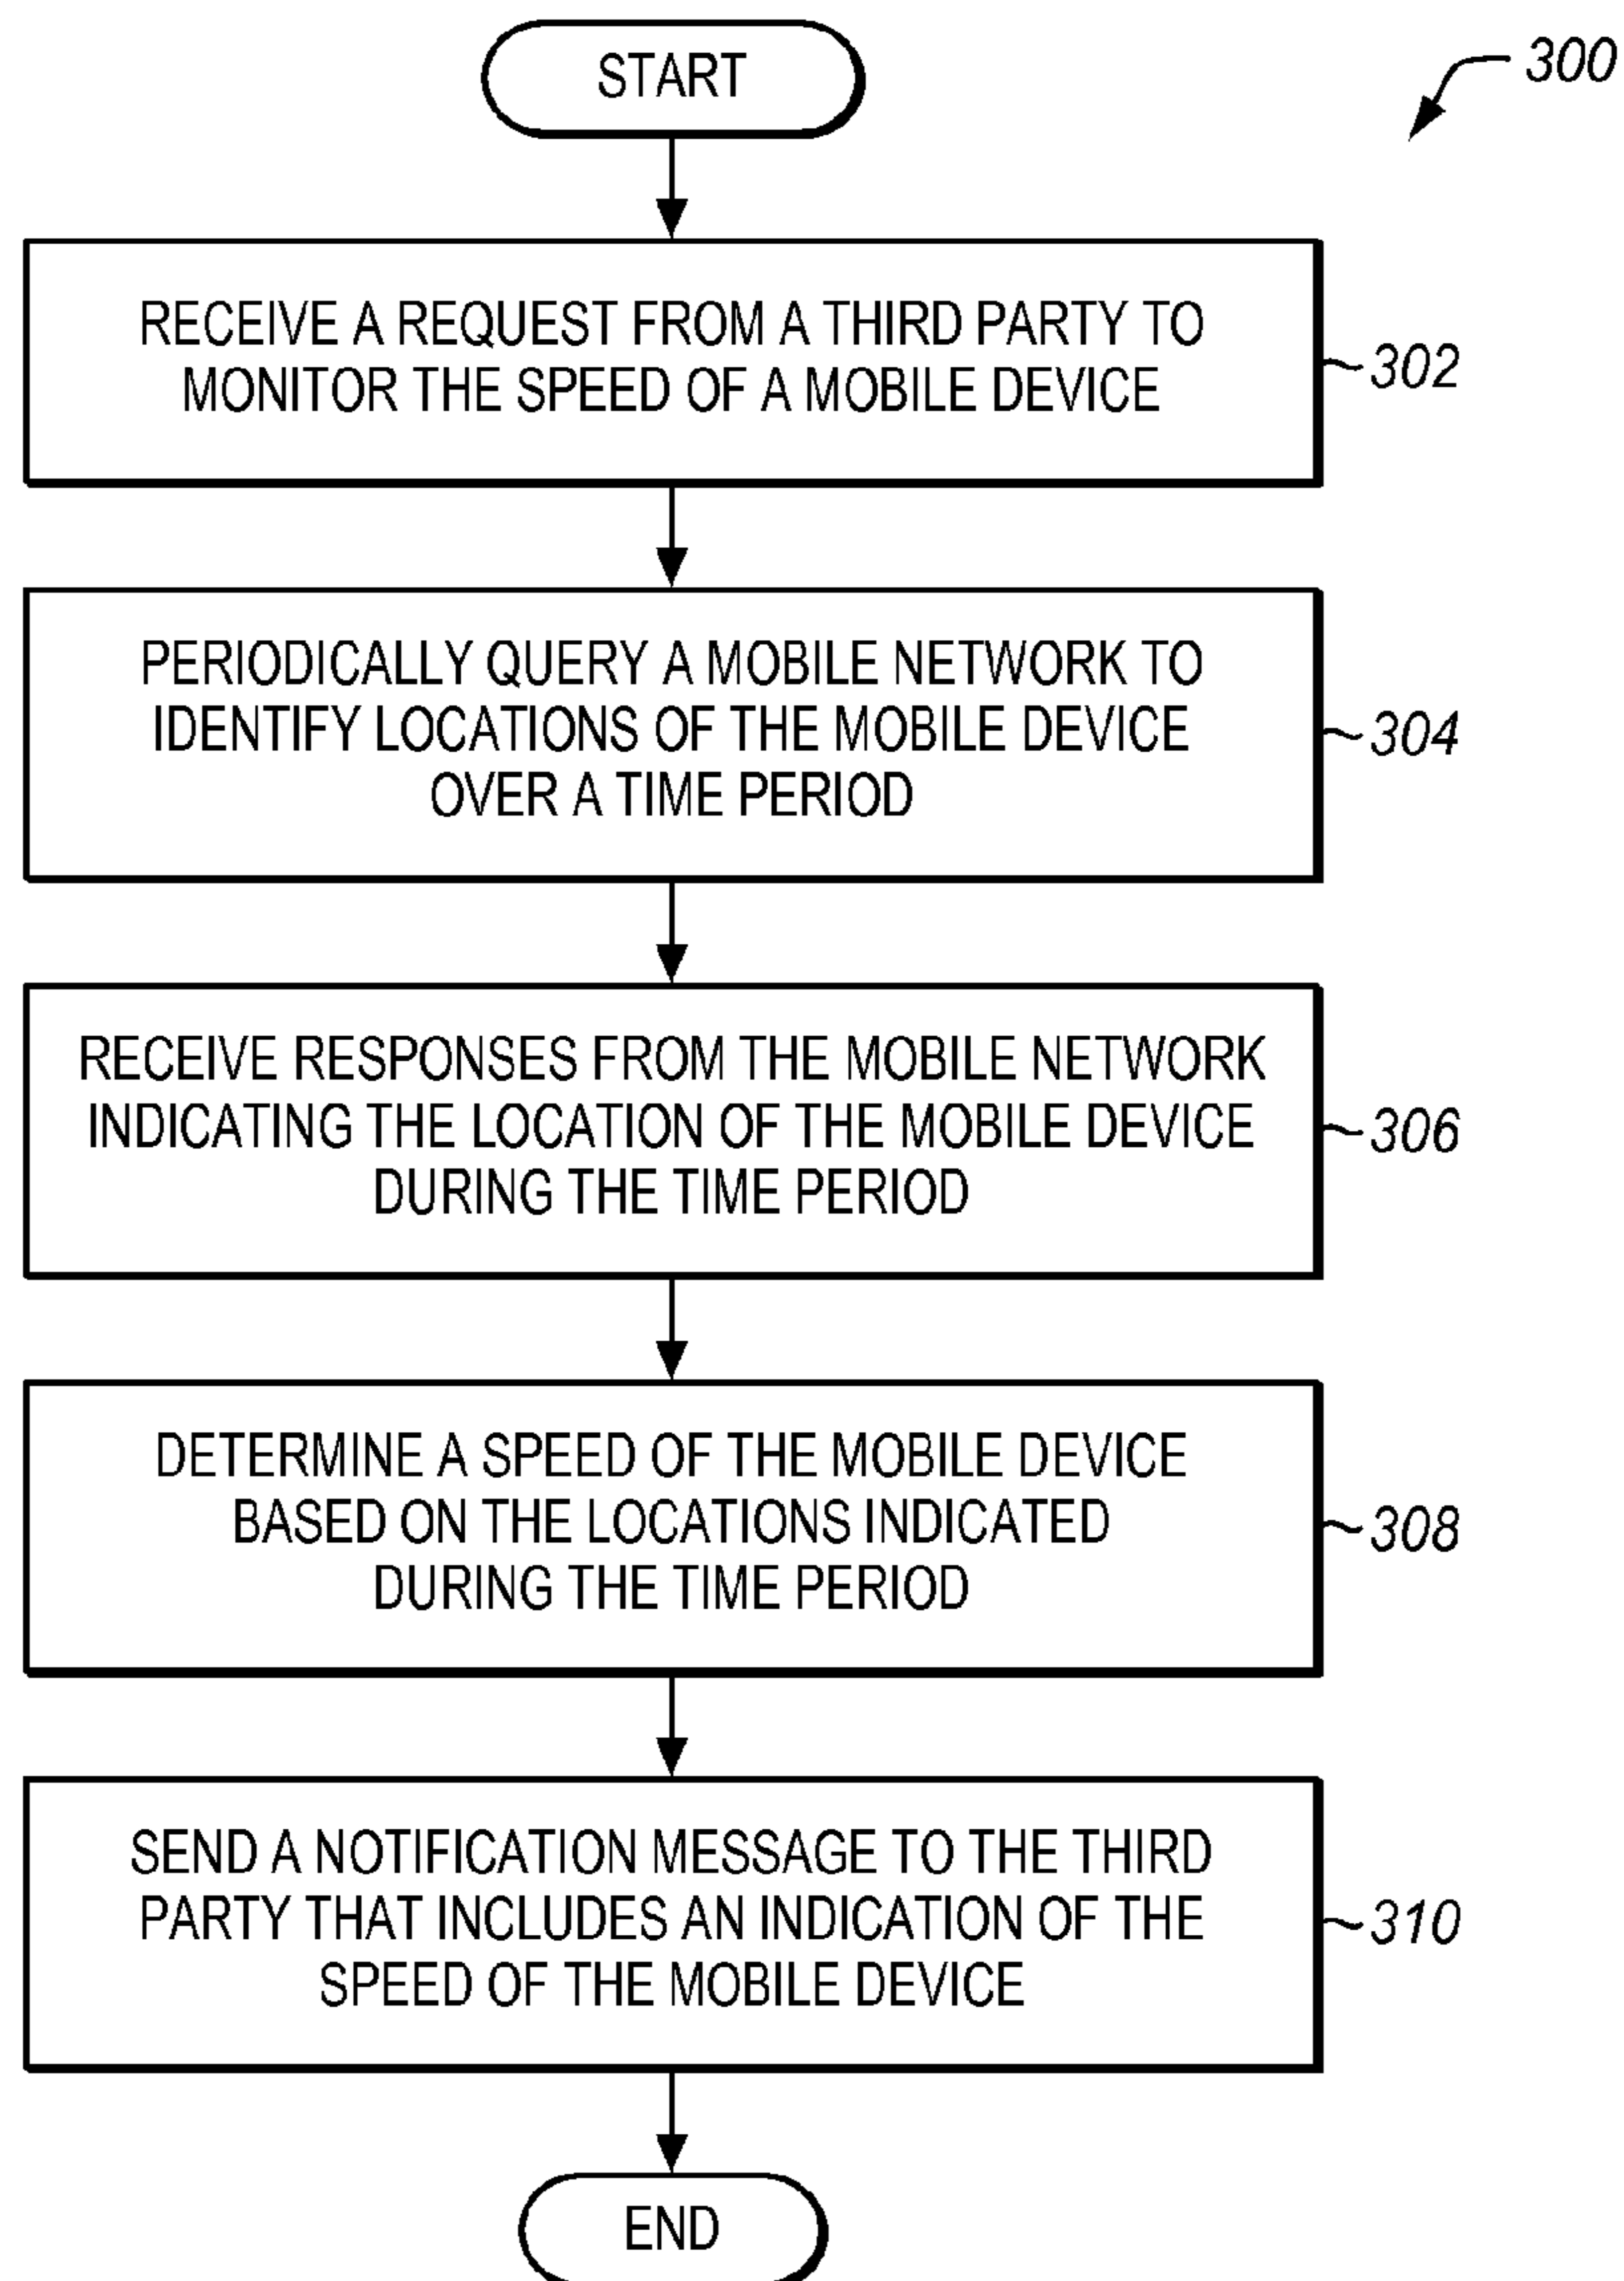 START
300
RECEIVE A REQUEST FROM A THIRD PARTY TO
MONITOR THE SPEED OF A MOBILE DEVICE
302
PERIODICALLY QUERY A MOBILE NETWORK TO
IDENTIFY LOCATIONS OF THE MOBILE DEVICE
OVER A TIME PERIOD
304
RECEIVE RESPONSES FROM THE MOBILE NETWORK
INDICATING THE LOCATION OF THE MOBILE DEVICE
DURING THE TIME PERIOD
306
DETERMINE A SPEED OF THE MOBILE DEVICE
BASED ON THE LOCATIONS INDICATED
DURING THE TIME PERIOD
308
SEND A NOTIFICATION MESSAGE TO THE THIRD
PARTY THAT INCLUDES AN INDICATION OF THE
SPEED OF THE MOBILE DEVICE
310
END